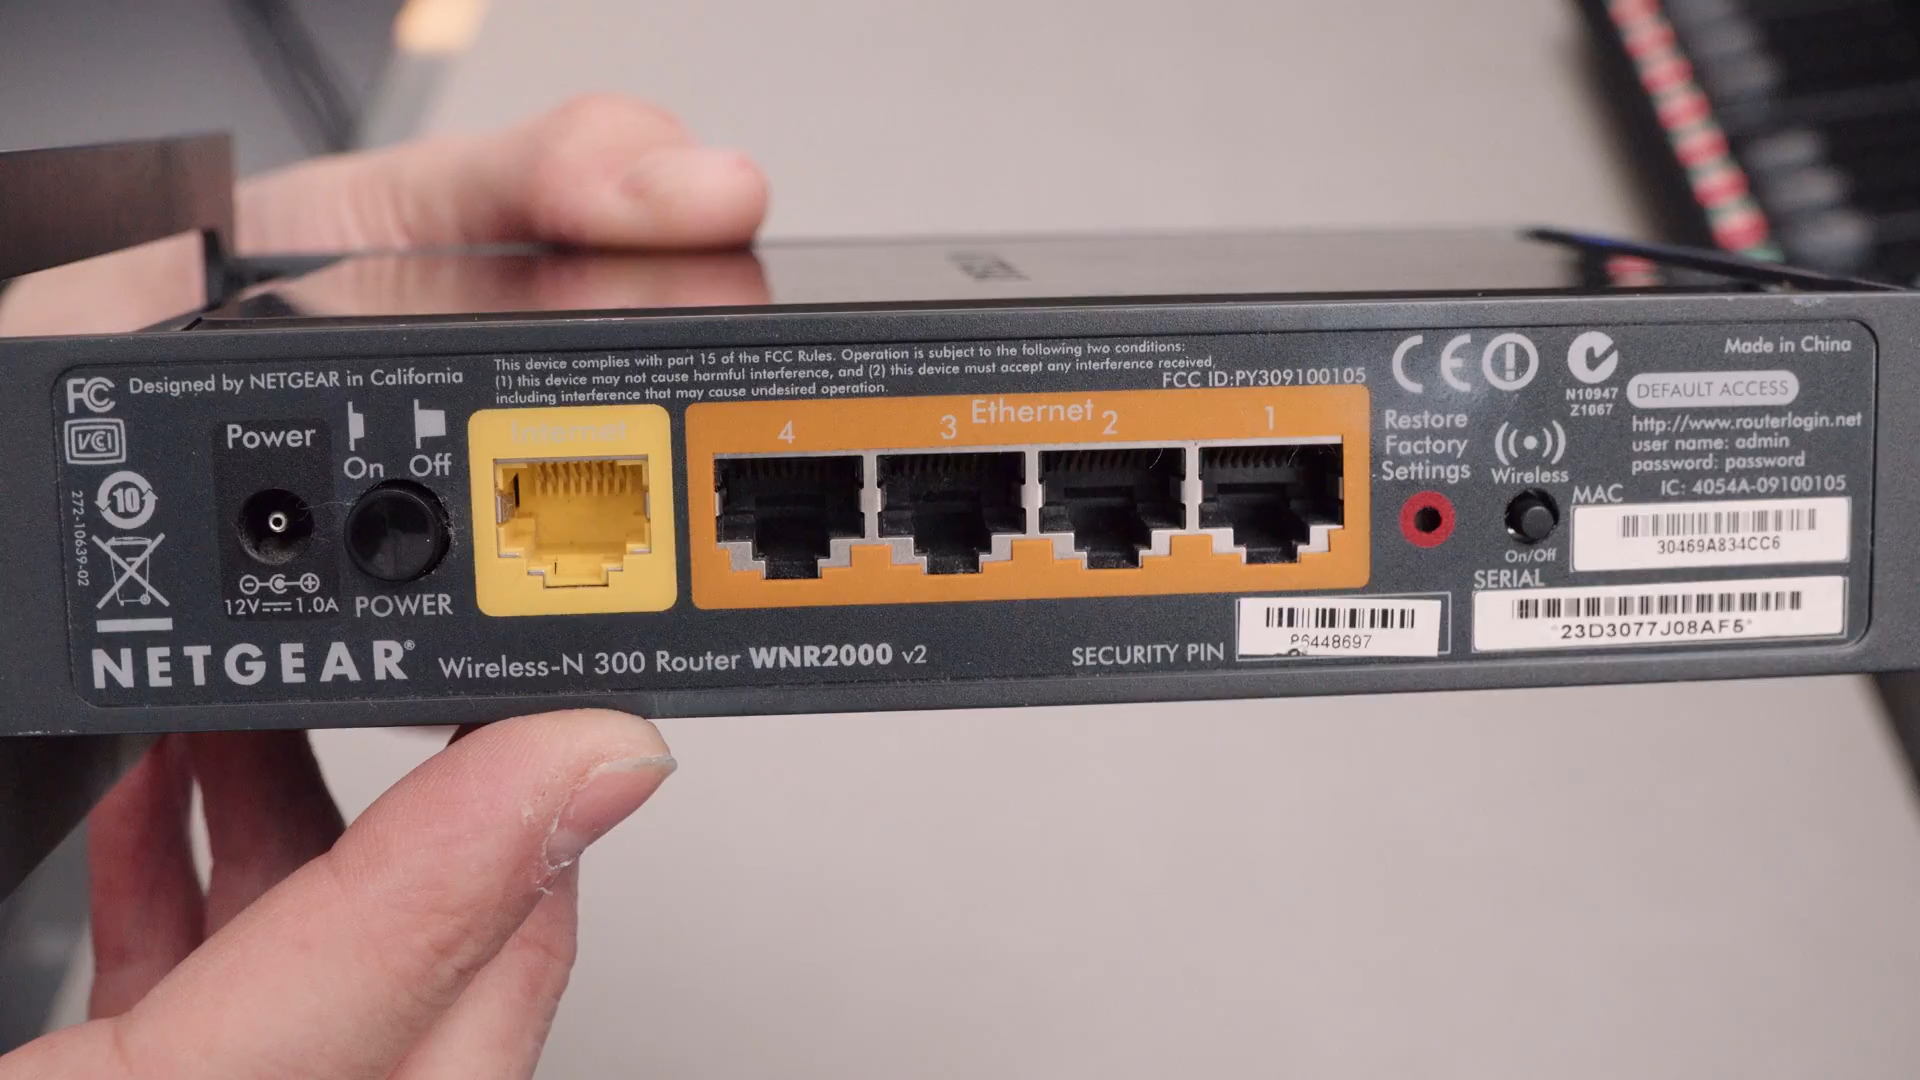 FC Designed by NETGEAR in California
VCI
10
272-10639-02
Power
On
Off
12V 1.0A
POWER
This device complies with part 15 of the FCC Rules. Operation is subject to the following two conditions:
(1) this device may not cause harmful interference, and (2) this device must accept any interference received,
including interference that may cause undesired operation.
FCC ID:PY309100105
Internet
Ethernet
4 3 2 1
Restore
Factory
Settings
CE
N10947
Z1067
Made in China
DEFAULT ACCESS
http://www.routerlogin.net
user name: admin
password: password
IC: 4054A-09100105
Wireless
On/Off
MAC
30469A834CC6
SERIAL
*23D3077J08AF5*
NETGEAR® Wireless-N 300 Router WNR2000 v2
SECURITY PIN